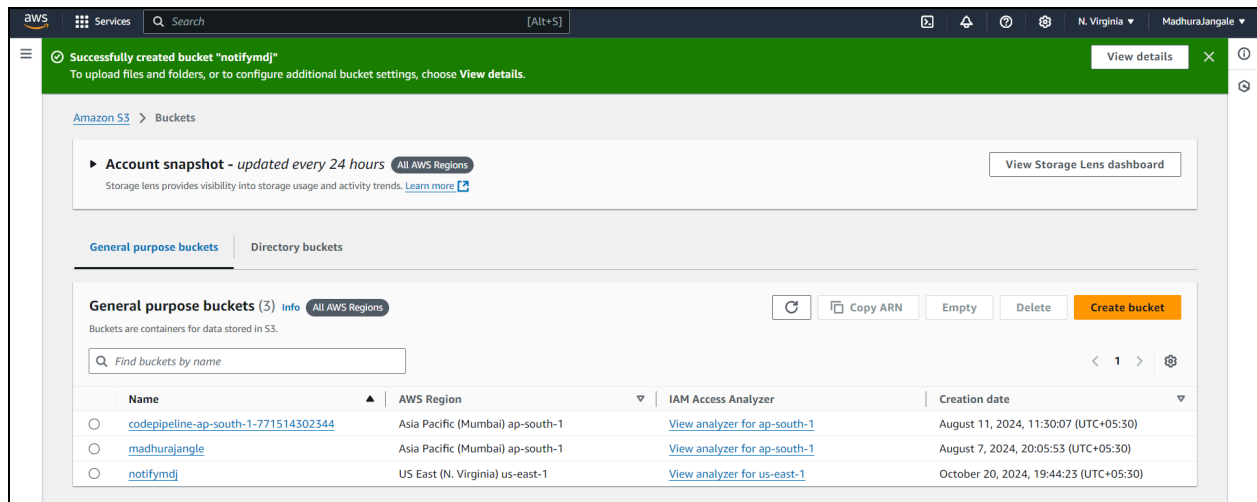 aws Services Search [Alt+S] N. Virginia ▼ MadhuraJangale ▼
Successfully created bucket "notifymdj" View details
To upload files and folders, or to configure additional bucket settings, choose View details.
Amazon S3 > Buckets
Account snapshot - updated every 24 hours All AWS Regions View Storage Lens dashboard
Storage lens provides visibility into storage usage and activity trends. Learn more
General purpose buckets Directory buckets
General purpose buckets (3) Info All AWS Regions Copy ARN Empty Delete Create bucket
Buckets are containers for data stored in S3.
Find buckets by name < 1 >
Name AWS Region IAM Access Analyzer Creation date
codepipeline-ap-south-1-771514302344 Asia Pacific (Mumbai) ap-south-1 View analyzer for ap-south-1 August 11, 2024, 11:30:07 (UTC+05:30)
madhurajangle Asia Pacific (Mumbai) ap-south-1 View analyzer for ap-south-1 August 7, 2024, 20:05:53 (UTC+05:30)
notifymdj US East (N. Virginia) us-east-1 View analyzer for us-east-1 October 20, 2024, 19:44:23 (UTC+05:30)